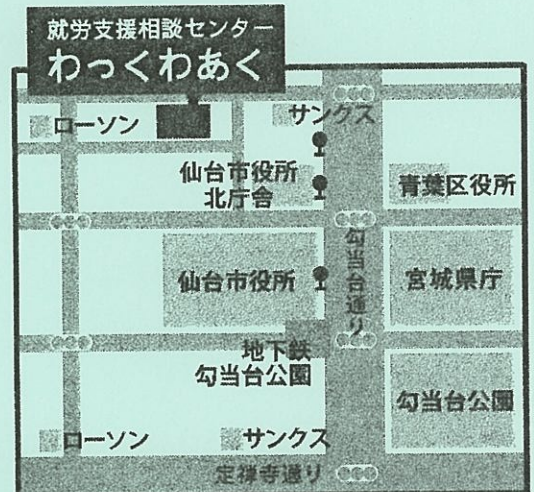 就労支援相談センター
わっくわあく
ローソン
サンクス
仙台市役所
北庁舎
青葉区役所
勾当台通り
仙台市役所
宮城県庁
地下鉄
勾当台公園
勾当台公園
ローソン
サンクス
定禅寺通り